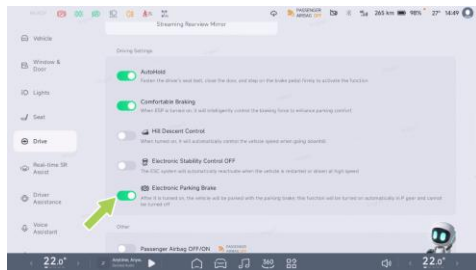 PASSENGER
AIRBAG OFF
5G
265 km
98%
27°
14:49
Streaming Rearview Mirror
Vehicle
Driving Settings
Window &
Door
AutoHold
Fasten the driver's seat belt, close the door, and step on the brake pedal firmly to activate the function.
Lights
Comfortable Braking
When ESP is turned on, it will intelligently control the braking force to enhance parking comfort
Seat
Hill Descent Control
When turned on, it will automatically control the vehicle speed when going downhill.
Drive
Electronic Stability Control OFF
The ESC system will automatically reactivate when the vehicle is restarted or driven at high speed
Real-time SR
Assist
Electronic Parking Brake
After it is turned on, the vehicle will be parked with the parking brake; this function will be turned on automatically in P gear and cannot
be turned off
Driver
Assistance
Other
Voice
Assistant
Passenger Airbag OFF/ON
PASSENGER
22.0°
360
22.0°